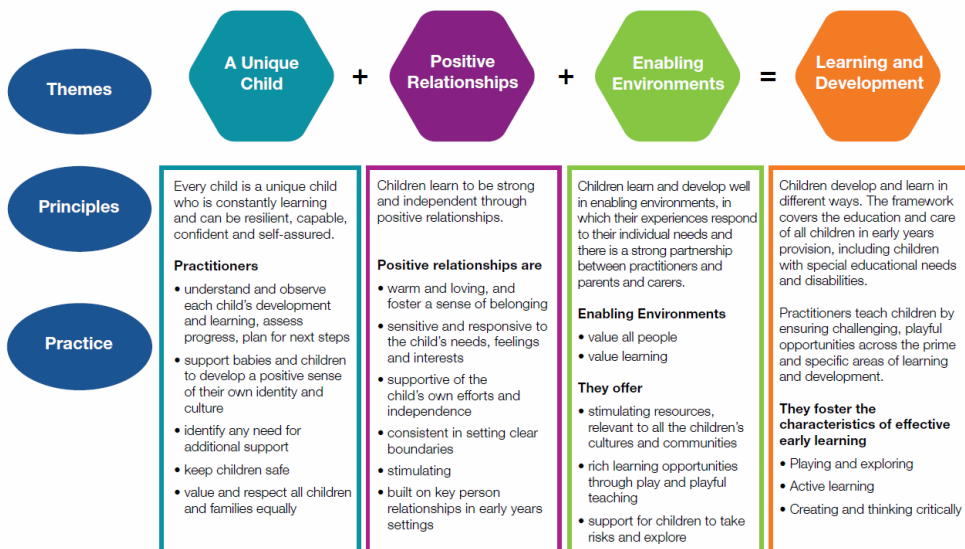 Themes
A Unique
Child
+
Positive
Relationships
+
Enabling
Environments
=
Learning and
Development
Principles
Practice
Every child is a unique child
who is constantly learning
and can be resilient, capable,
confident and self-assured.
Practitioners
• understand and observe
each child's development
and learning, assess
progress, plan for next steps
• support babies and children
to develop a positive sense
of their own identity and
culture
• identify any need for
additional support
• keep children safe
• value and respect all children
and families equally
Children learn to be strong
and independent through
positive relationships.
Positive relationships are
• warm and loving, and
foster a sense of belonging
• sensitive and responsive to
the child's needs, feelings
and interests
• supportive of the
child's own efforts and
independence
• consistent in setting clear
boundaries
• stimulating
• built on key person
relationships in early years
settings
Children learn and develop well
in enabling environments, in
which their experiences respond
to their individual needs and
there is a strong partnership
between practitioners and
parents and carers.
Enabling Environments
• value all people
• value learning
They offer
• stimulating resources,
relevant to all the children's
cultures and communities
• rich learning opportunities
through play and playful
teaching
• support for children to take
risks and explore
Children develop and learn in
different ways. The framework
covers the education and care
of all children in early years
provision, including children
with special educational needs
and disabilities.
Practitioners teach children by
ensuring challenging, playful
opportunities across the prime
and specific areas of learning
and development.
They foster the
characteristics of effective
early learning
• Playing and exploring
• Active learning
• Creating and thinking critically